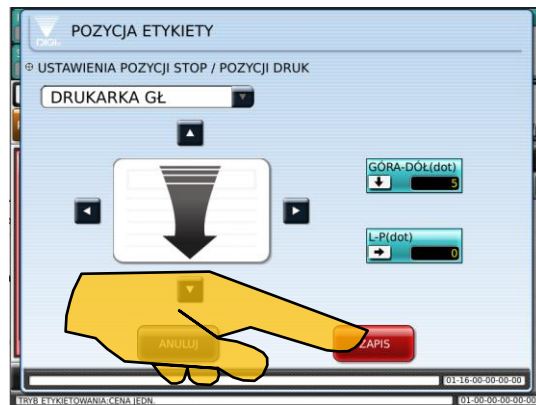 DIGI
POZYCJA ETYKIETY
USTAWIENIA POZYCJI STOP / POZYCJI DRUK
DRUKARKA GŁ
GÓRA-DÓŁ(dot)
5
L-P(dot)
0
ANULUJ
ZAPIS
01-16-00-00-00-00
TRYB ETYKIETOWANIA:CENA JEDN.
01-00-00-00-00-00